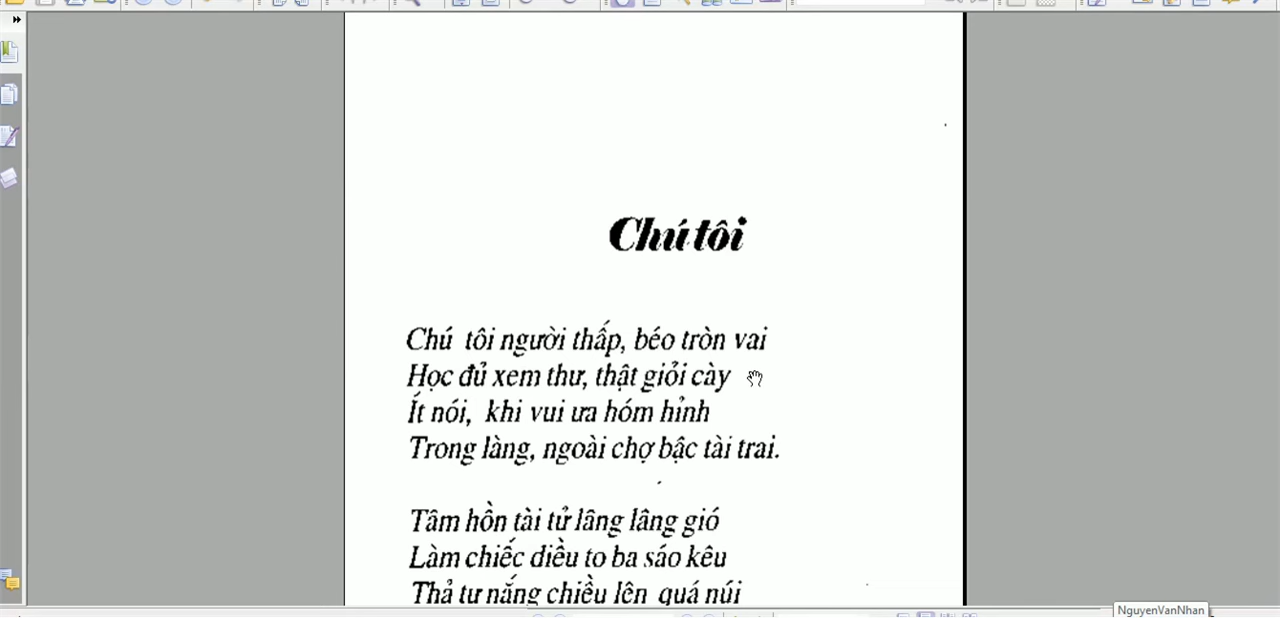 Chú tôi
Chú tôi người thấp, béo tròn vai
Học đủ xem thư, thật giỏi cày
Ít nói, khi vui ưa hóm hỉnh
Trong làng, ngoài chợ bậc tài trai.
Tâm hồn tài tử lâng lâng gió
Làm chiếc diều to ba sáo kêu
Thả tư nắng chiều lên quá núi
NguyenVanNhan